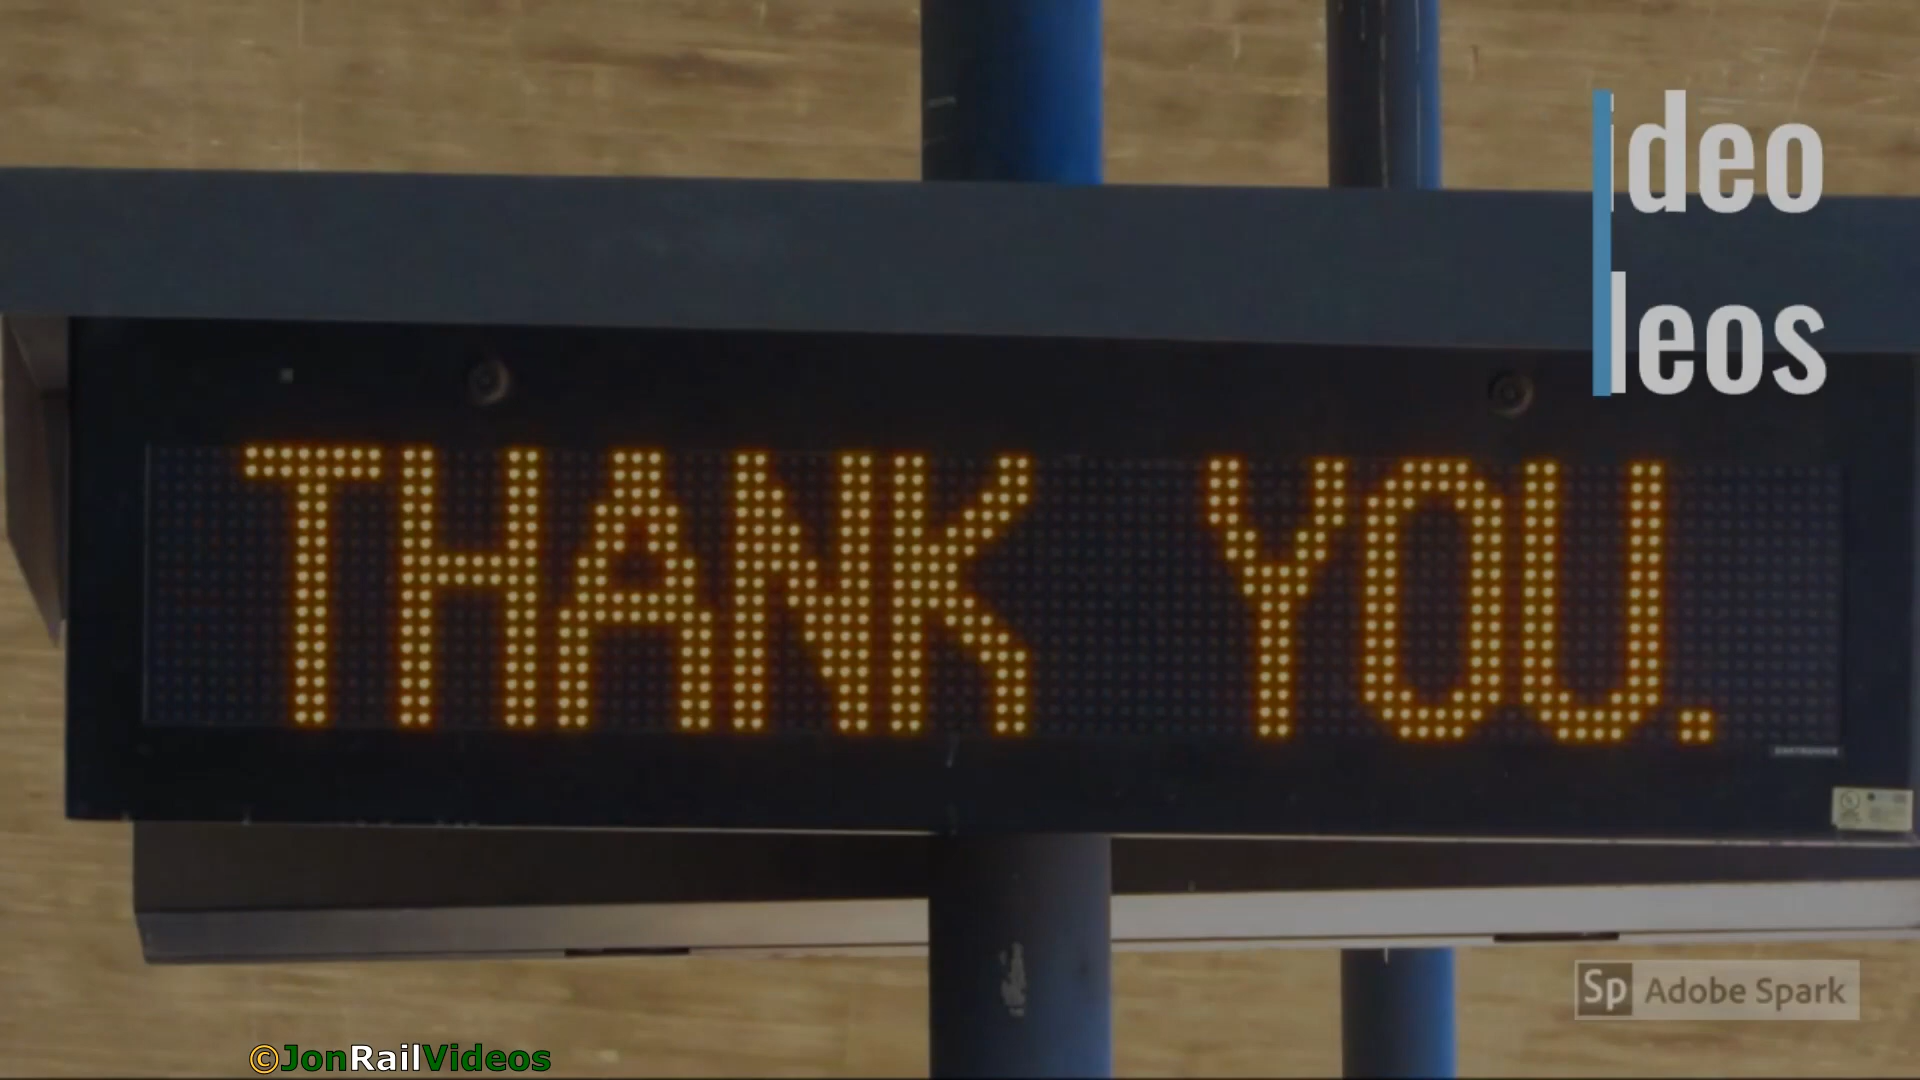 ideo
leos
THANK YOU.
Sp Adobe Spark
©JonRailVideos